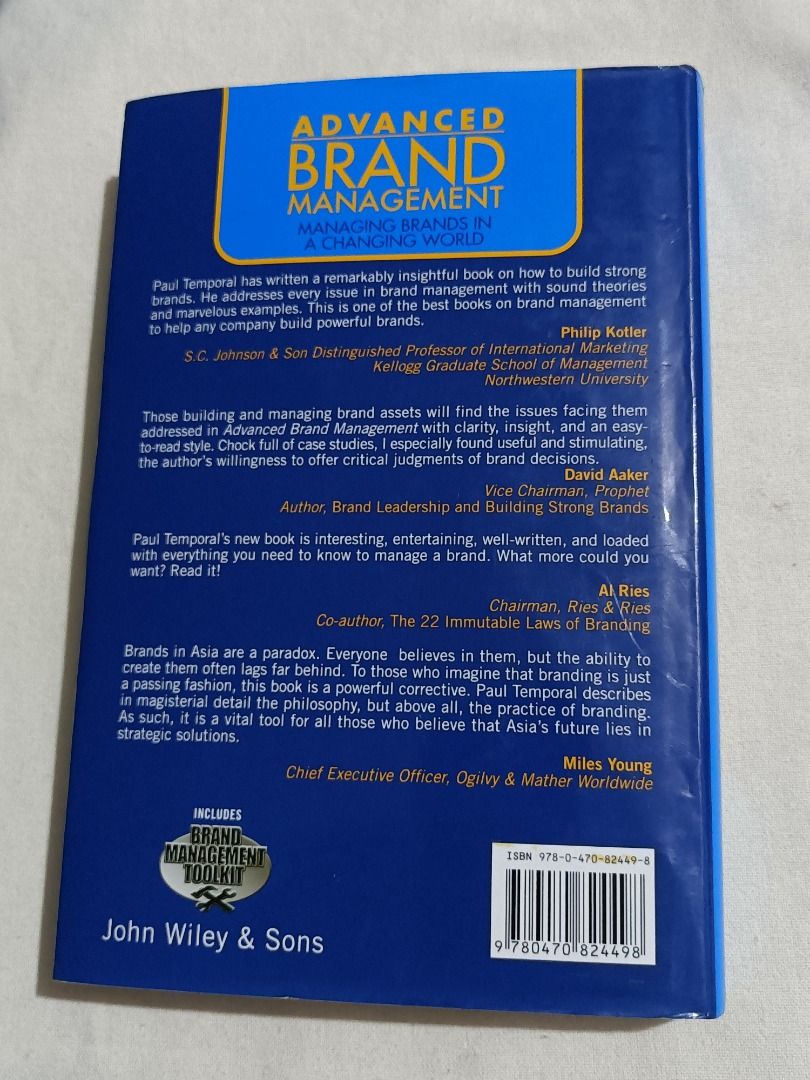 ADVANCED
BRAND
MANAGEMENT
MANAGING BRANDS IN
A CHANGING WORLD
Paul Temporal has written a remarkably insightful book on how to build strong
brands. He addresses every issue in brand management with sound theories
and marvelous examples. This is one of the best books on brand management
to help any company build powerful brands.
Philip Kotler
S.C. Johnson & Son Distinguished Professor of International Marketing
Kellogg Graduate School of Management
Northwestern University
Those building and managing brand assets will find the issues facing them
addressed in Advanced Brand Management with clarity, insight, and an easy-
to-read style. Chock full of case studies, I especially found useful and stimulating,
the author's willingness to offer critical judgments of brand decisions.
David Aaker
Vice Chairman, Prophet
Author, Brand Leadership and Building Strong Brands
Paul Temporal's new book is interesting, entertaining, well-written, and loaded
with everything you need to know to manage a brand. What more could you
want? Read it!
Al Ries
Chairman, Ries & Ries
Co-author, The 22 Immutable Laws of Branding
Brands in Asia are a paradox. Everyone believes in them, but the ability to
create them often lags far behind. To those who imagine that branding is just
a passing fashion, this book is a powerful corrective. Paul Temporal describes
in magisterial detail the philosophy, but above all, the practice of branding.
As such, it is a vital tool for all those who believe that Asia's future lies in
strategic solutions.
Miles Young
Chief Executive Officer, Ogilvy & Mather Worldwide
INCLUDES
BRAND
MANAGEMENT
TOOLKIT
John Wiley & Sons
ISBN 978-0-470-82449-8
9 780470 824498